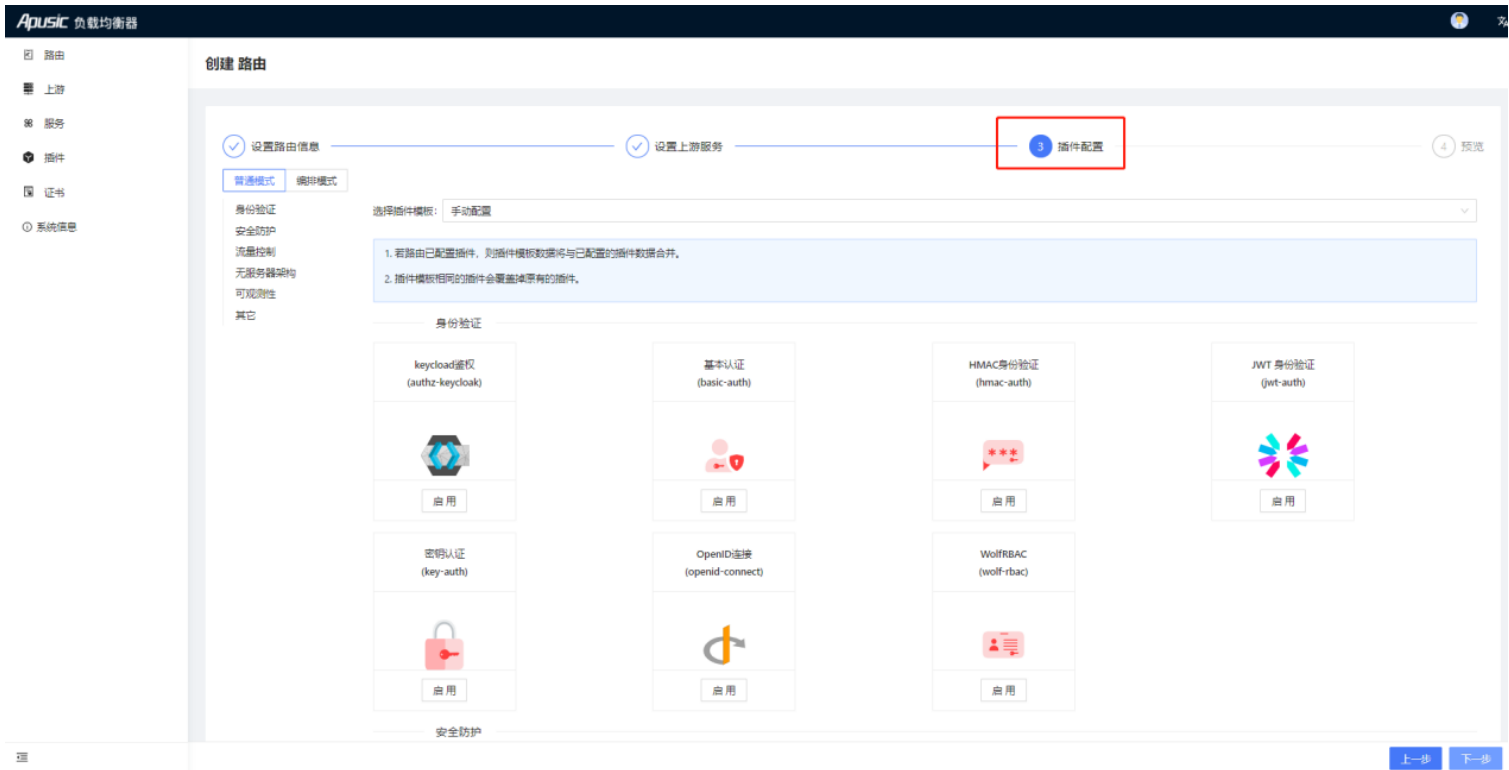 Apusic 负载均衡器
路由
上游
服务
插件
证书
系统信息
创建 路由
设置路由信息
设置上游服务
3 插件配置
4 预览
普通模式 编排模式
身份验证
安全防护
流量控制
无服务器架构
可观测性
其它
选择插件模板: 手动配置
1. 若路由已配置插件，则插件模板数据将与已配置的插件数据合并。
2. 插件模板相同的插件会覆盖掉原有的插件。
身份验证
keycload鉴权
(authz-keycloak)
启用
基本认证
(basic-auth)
启用
HMAC身份验证
(hmac-auth)
***
启用
JWT 身份验证
(jwt-auth)
启用
密钥认证
(key-auth)
启用
OpenID连接
(openid-connect)
启用
WolfRBAC
(wolf-rbac)
启用
安全防护
上一步 下一步